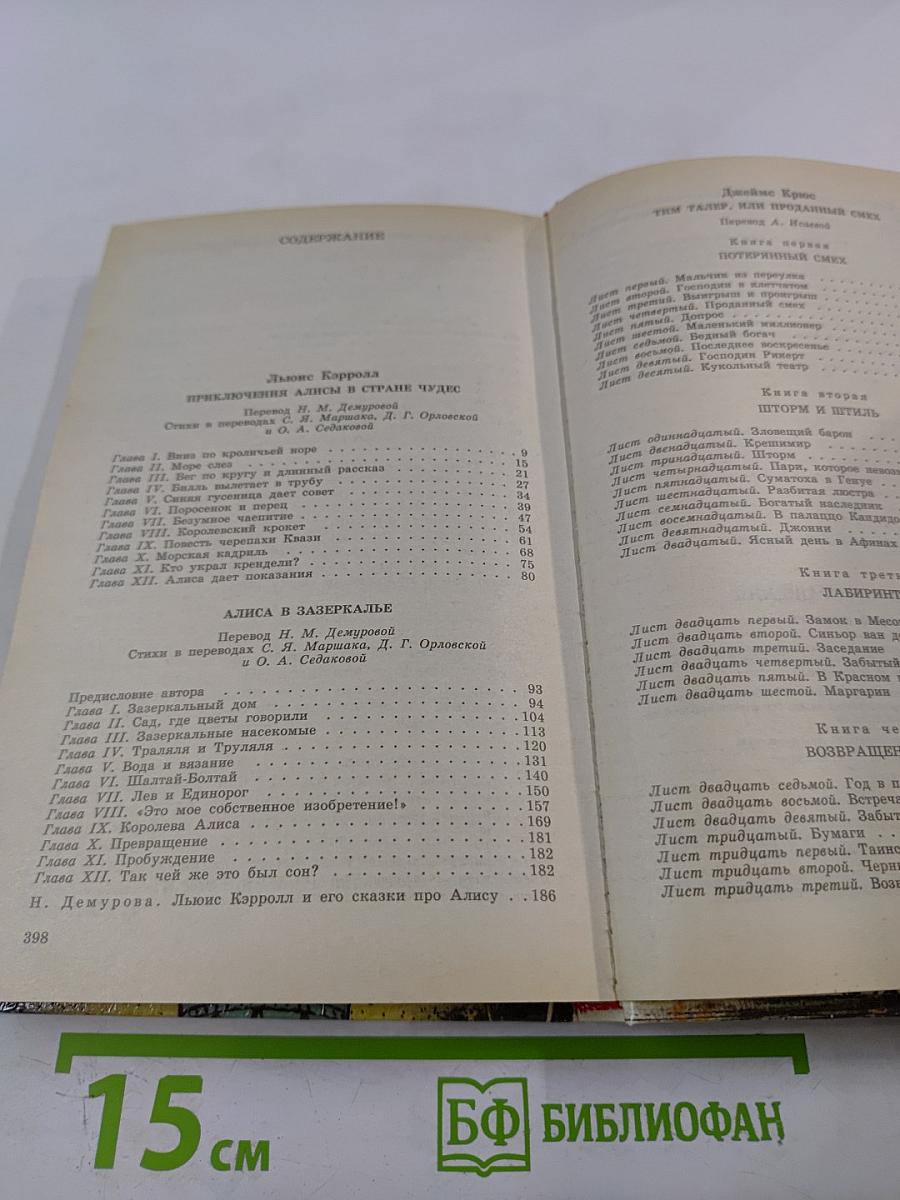 СОДЕРЖАНИЕ
Льюис Кэрролл
ПРИКЛЮЧЕНИЯ АЛИСЫ В СТРАНЕ ЧУДЕС
Перевод Н. М. Демуровой
Стихи в переводах С. Я. Маршака, Д. Г. Орловской
и О. А. Седаковой
Глава I. Вниз по кроличьей норе . . . 9
Глава II. Море слез . . . 15
Глава III. Бег по кругу и длинный рассказ . . . 21
Глава IV. Билль вылетает в трубу . . . 27
Глава V. Синяя гусеница дает совет . . . 34
Глава VI. Поросенок и перец . . . 39
Глава VII. Безумное чаепитие . . . 47
Глава VIII. Королевский крокет . . . 54
Глава IX. Повесть черепахи Квази . . . 61
Глава X. Морская кадриль . . . 68
Глава XI. Кто украл крендели? . . . 75
Глава XII. Алиса дает показания . . . 80
АЛИСА В ЗАЗЕРКАЛЬЕ
Перевод Н. М. Демуровой
Стихи в переводах С. Я. Маршака, Д. Г. Орловской
и О. А. Седаковой
Предисловие автора . . . 93
Глава I. Зазеркальный дом . . . 94
Глава II. Сад, где цветы говорили . . . 104
Глава III. Зазеркальные насекомые . . . 113
Глава IV. Траляля и Труляля . . . 120
Глава V. Вода и вязание . . . 131
Глава VI. Шалтай-Болтай . . . 140
Глава VII. Лев и Единорог . . . 150
Глава VIII. «Это мое собственное изобретение!» . . . 157
Глава IX. Королева Алиса . . . 169
Глава X. Превращение . . . 181
Глава XI. Пробуждение . . . 182
Глава XII. Так чей же это был сон? . . . 182
Н. Демурова. Льюис Кэрролл и его сказки про Алису . . 186
398
Джеймс Крюс
ТИМ ТАЛЕР, ИЛИ ПРОДАННЫЙ СМЕХ
Перевод А. Исаевой
Книга первая
ПОТЕРЯННЫЙ СМЕХ
Лист первый. Мальчик из переулка
Лист второй. Господин в клетчатом
Лист третий. Выигрыш и проигрыш
Лист четвертый. Проданный смех
Лист пятый. Допрос
Лист шестой. Маленький миллионер
Лист седьмой. Бедный богач
Лист восьмой. Последнее воскресенье
Лист девятый. Господин Рикерт
Лист десятый. Кукольный театр
Книга вторая
ШТОРМ И ШТИЛЬ
Лист одиннадцатый. Зловещий барон
Лист двенадцатый. Крешимир
Лист тринадцатый. Шторм
Лист четырнадцатый. Пари, которое невоз
Лист пятнадцатый. Суматоха в Генуе
Лист шестнадцатый. Разбитая люстра
Лист семнадцатый. Богатый наследник
Лист восемнадцатый. В палаццо Кандидо
Лист девятнадцатый. Джонни
Лист двадцатый. Ясный день в Афинах
Книга треть
ЛАБИРИНТ
Лист двадцать первый. Замок в Месо
Лист двадцать второй. Синьор ван д
Лист двадцать третий. Заседание
Лист двадцать четвертый. Забытый
Лист двадцать пятый. В Красном
Лист двадцать шестой. Маргарин
Книга че
ВОЗВРАЩЕН
Лист двадцать седьмой. Год в п
Лист двадцать восьмой. Встреча
Лист двадцать девятый. Забыт
Лист тридцатый. Бумаги . .
Лист тридцать первый. Таинс
Лист тридцать второй. Черн
Лист тридцать третий. Возв
15 см
БФ БИБЛИОФАН